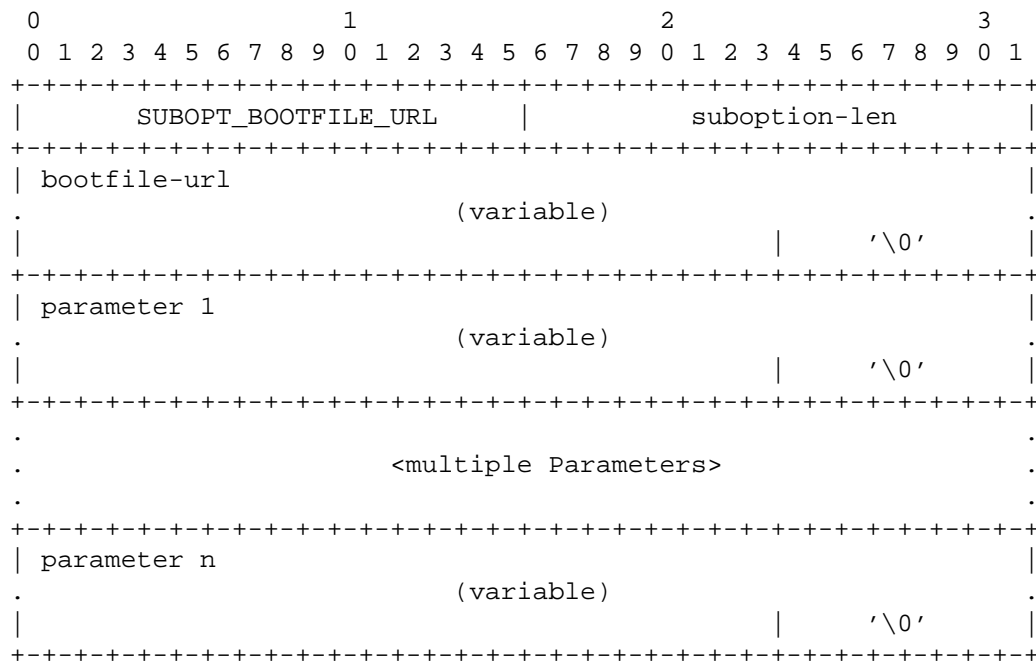 0                   1                   2                   3
 0 1 2 3 4 5 6 7 8 9 0 1 2 3 4 5 6 7 8 9 0 1 2 3 4 5 6 7 8 9 0 1
+-+-+-+-+-+-+-+-+-+-+-+-+-+-+-+-+-+-+-+-+-+-+-+-+-+-+-+-+-+-+-+-+
|       SUBOPT_BOOTFILE_URL     |          suboption-len        |
+-+-+-+-+-+-+-+-+-+-+-+-+-+-+-+-+-+-+-+-+-+-+-+-+-+-+-+-+-+-+-+-+
| bootfile-url                                                  |
.                           (variable)                          .
|                                               |     '\0'      |
+-+-+-+-+-+-+-+-+-+-+-+-+-+-+-+-+-+-+-+-+-+-+-+-+-+-+-+-+-+-+-+-+
| parameter 1                                                   |
.                           (variable)                          .
|                                               |     '\0'      |
+-+-+-+-+-+-+-+-+-+-+-+-+-+-+-+-+-+-+-+-+-+-+-+-+-+-+-+-+-+-+-+-+
.                                                               .
.                       <multiple Parameters>                   .
.                                                               .
+-+-+-+-+-+-+-+-+-+-+-+-+-+-+-+-+-+-+-+-+-+-+-+-+-+-+-+-+-+-+-+-+
| parameter n                                                   |
.                           (variable)                          .
|                                               |     '\0'      |
+-+-+-+-+-+-+-+-+-+-+-+-+-+-+-+-+-+-+-+-+-+-+-+-+-+-+-+-+-+-+-+-+